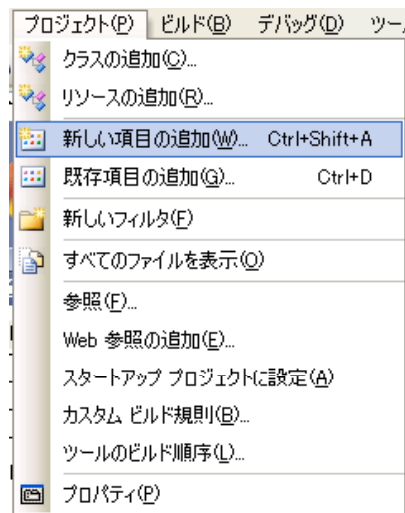 プロジェクト(P) ビルド(B) デバッグ(D) ツー
クラスの追加(C)...
リソースの追加(R)...
新しい項目の追加(W)... Ctrl+Shift+A
既存項目の追加(G)... Ctrl+D
新しいフィルタ(F)
すべてのファイルを表示(O)
参照(F)...
Web 参照の追加(E)...
スタートアップ プロジェクトに設定(A)
カスタム ビルド規則(B)...
ツールのビルド順序(L)...
プロパティ(P)